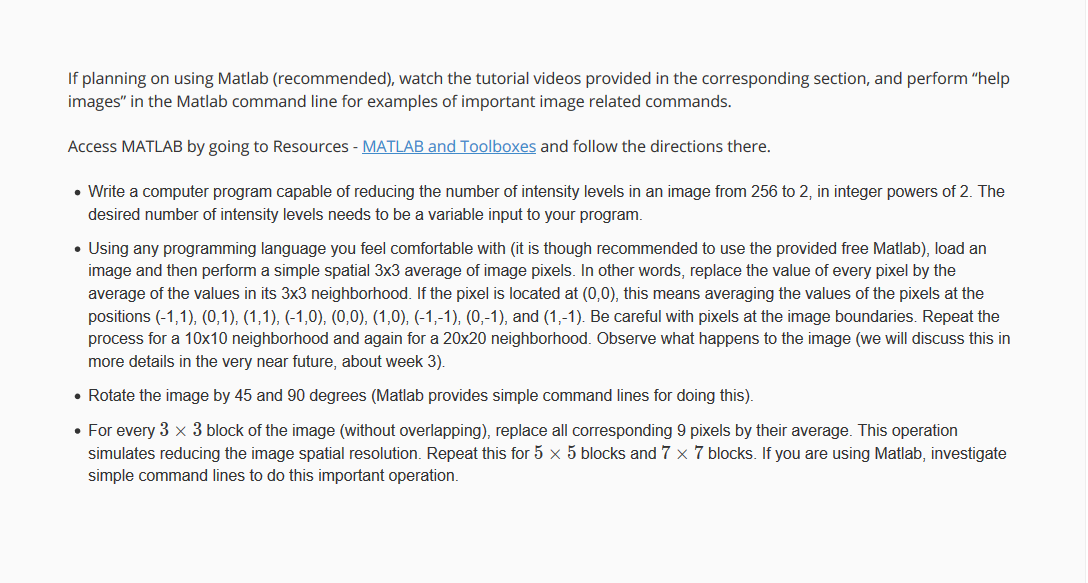 If planning on using Matlab (recommended), watch the tutorial videos provided in the corresponding section, and perform “help
images” in the Matlab command line for examples of important image related commands.
Access MATLAB by going to Resources - MATLAB and Toolboxes and follow the directions there.
• Write a computer program capable of reducing the number of intensity levels in an image from 256 to 2, in integer powers of 2. The
desired number of intensity levels needs to be a variable input to your program.
• Using any programming language you feel comfortable with (it is though recommended to use the provided free Matlab), load an
image and then perform a simple spatial 3x3 average of image pixels. In other words, replace the value of every pixel by the
average of the values in its 3x3 neighborhood. If the pixel is located at (0,0), this means averaging the values of the pixels at the
positions (-1,1), (0,1), (1,1), (-1,0), (0,0), (1,0), (-1,-1), (0,-1), and (1,-1). Be careful with pixels at the image boundaries. Repeat the
process for a 10x10 neighborhood and again for a 20x20 neighborhood. Observe what happens to the image (we will discuss this in
more details in the very near future, about week 3).
• Rotate the image by 45 and 90 degrees (Matlab provides simple command lines for doing this).
• For every 3 × 3 block of the image (without overlapping), replace all corresponding 9 pixels by their average. This operation
simulates reducing the image spatial resolution. Repeat this for 5 × 5 blocks and 7 × 7 blocks. If you are using Matlab, investigate
simple command lines to do this important operation.